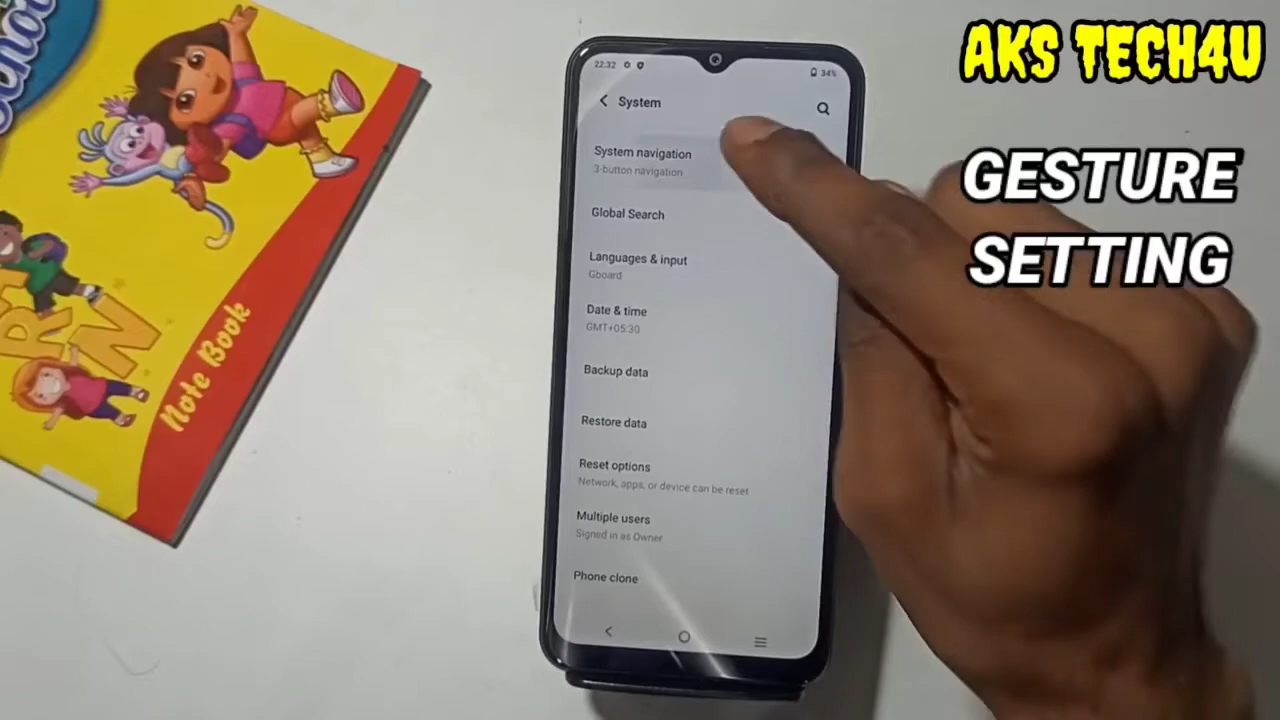 AKS TECH4U
GESTURE
SETTING
22:32
34%
System
System navigation
3-button navigation
Global Search
Languages & input
Gboard
Date & time
GMT+05:30
Backup data
Restore data
Reset options
Network, apps, or device can be reset
Multiple users
Signed in as Owner
Phone clone
Note Book